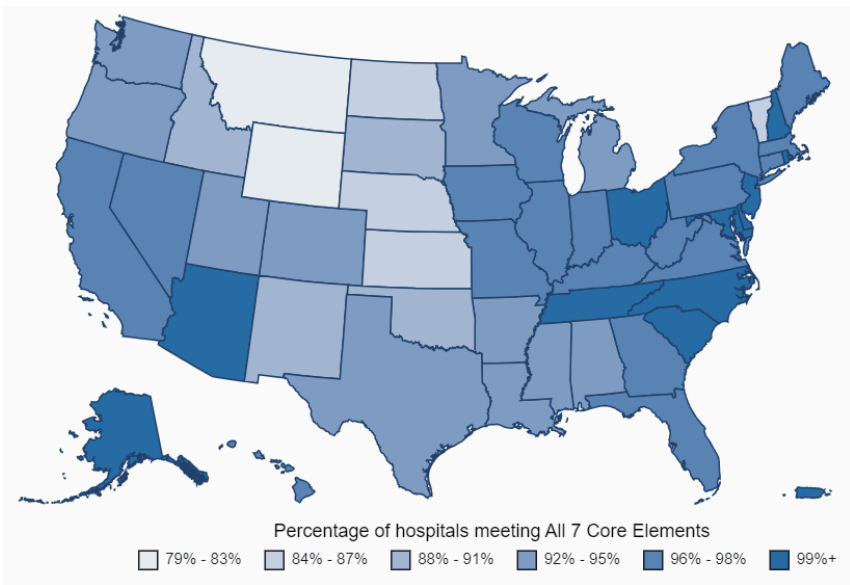 Percentage of hospitals meeting All 7 Core Elements
79% - 83% 84% - 87% 88% - 91% 92% - 95% 96% - 98% 99%+